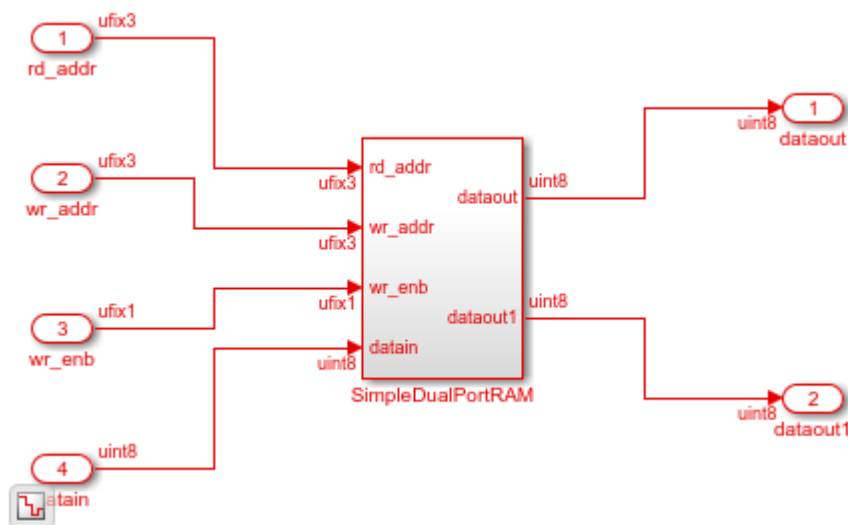 1
ufix3
rd_addr
2
ufix3
wr_addr
3
ufix1
wr_enb
4
uint8
ufix3
rd_addr
ufix3
wr_addr
ufix1
wr_enb
uint8
datain
dataout
uint8
dataout1
uint8
SimpleDualPortRAM
1
uint8
dataout
2
uint8
dataout1